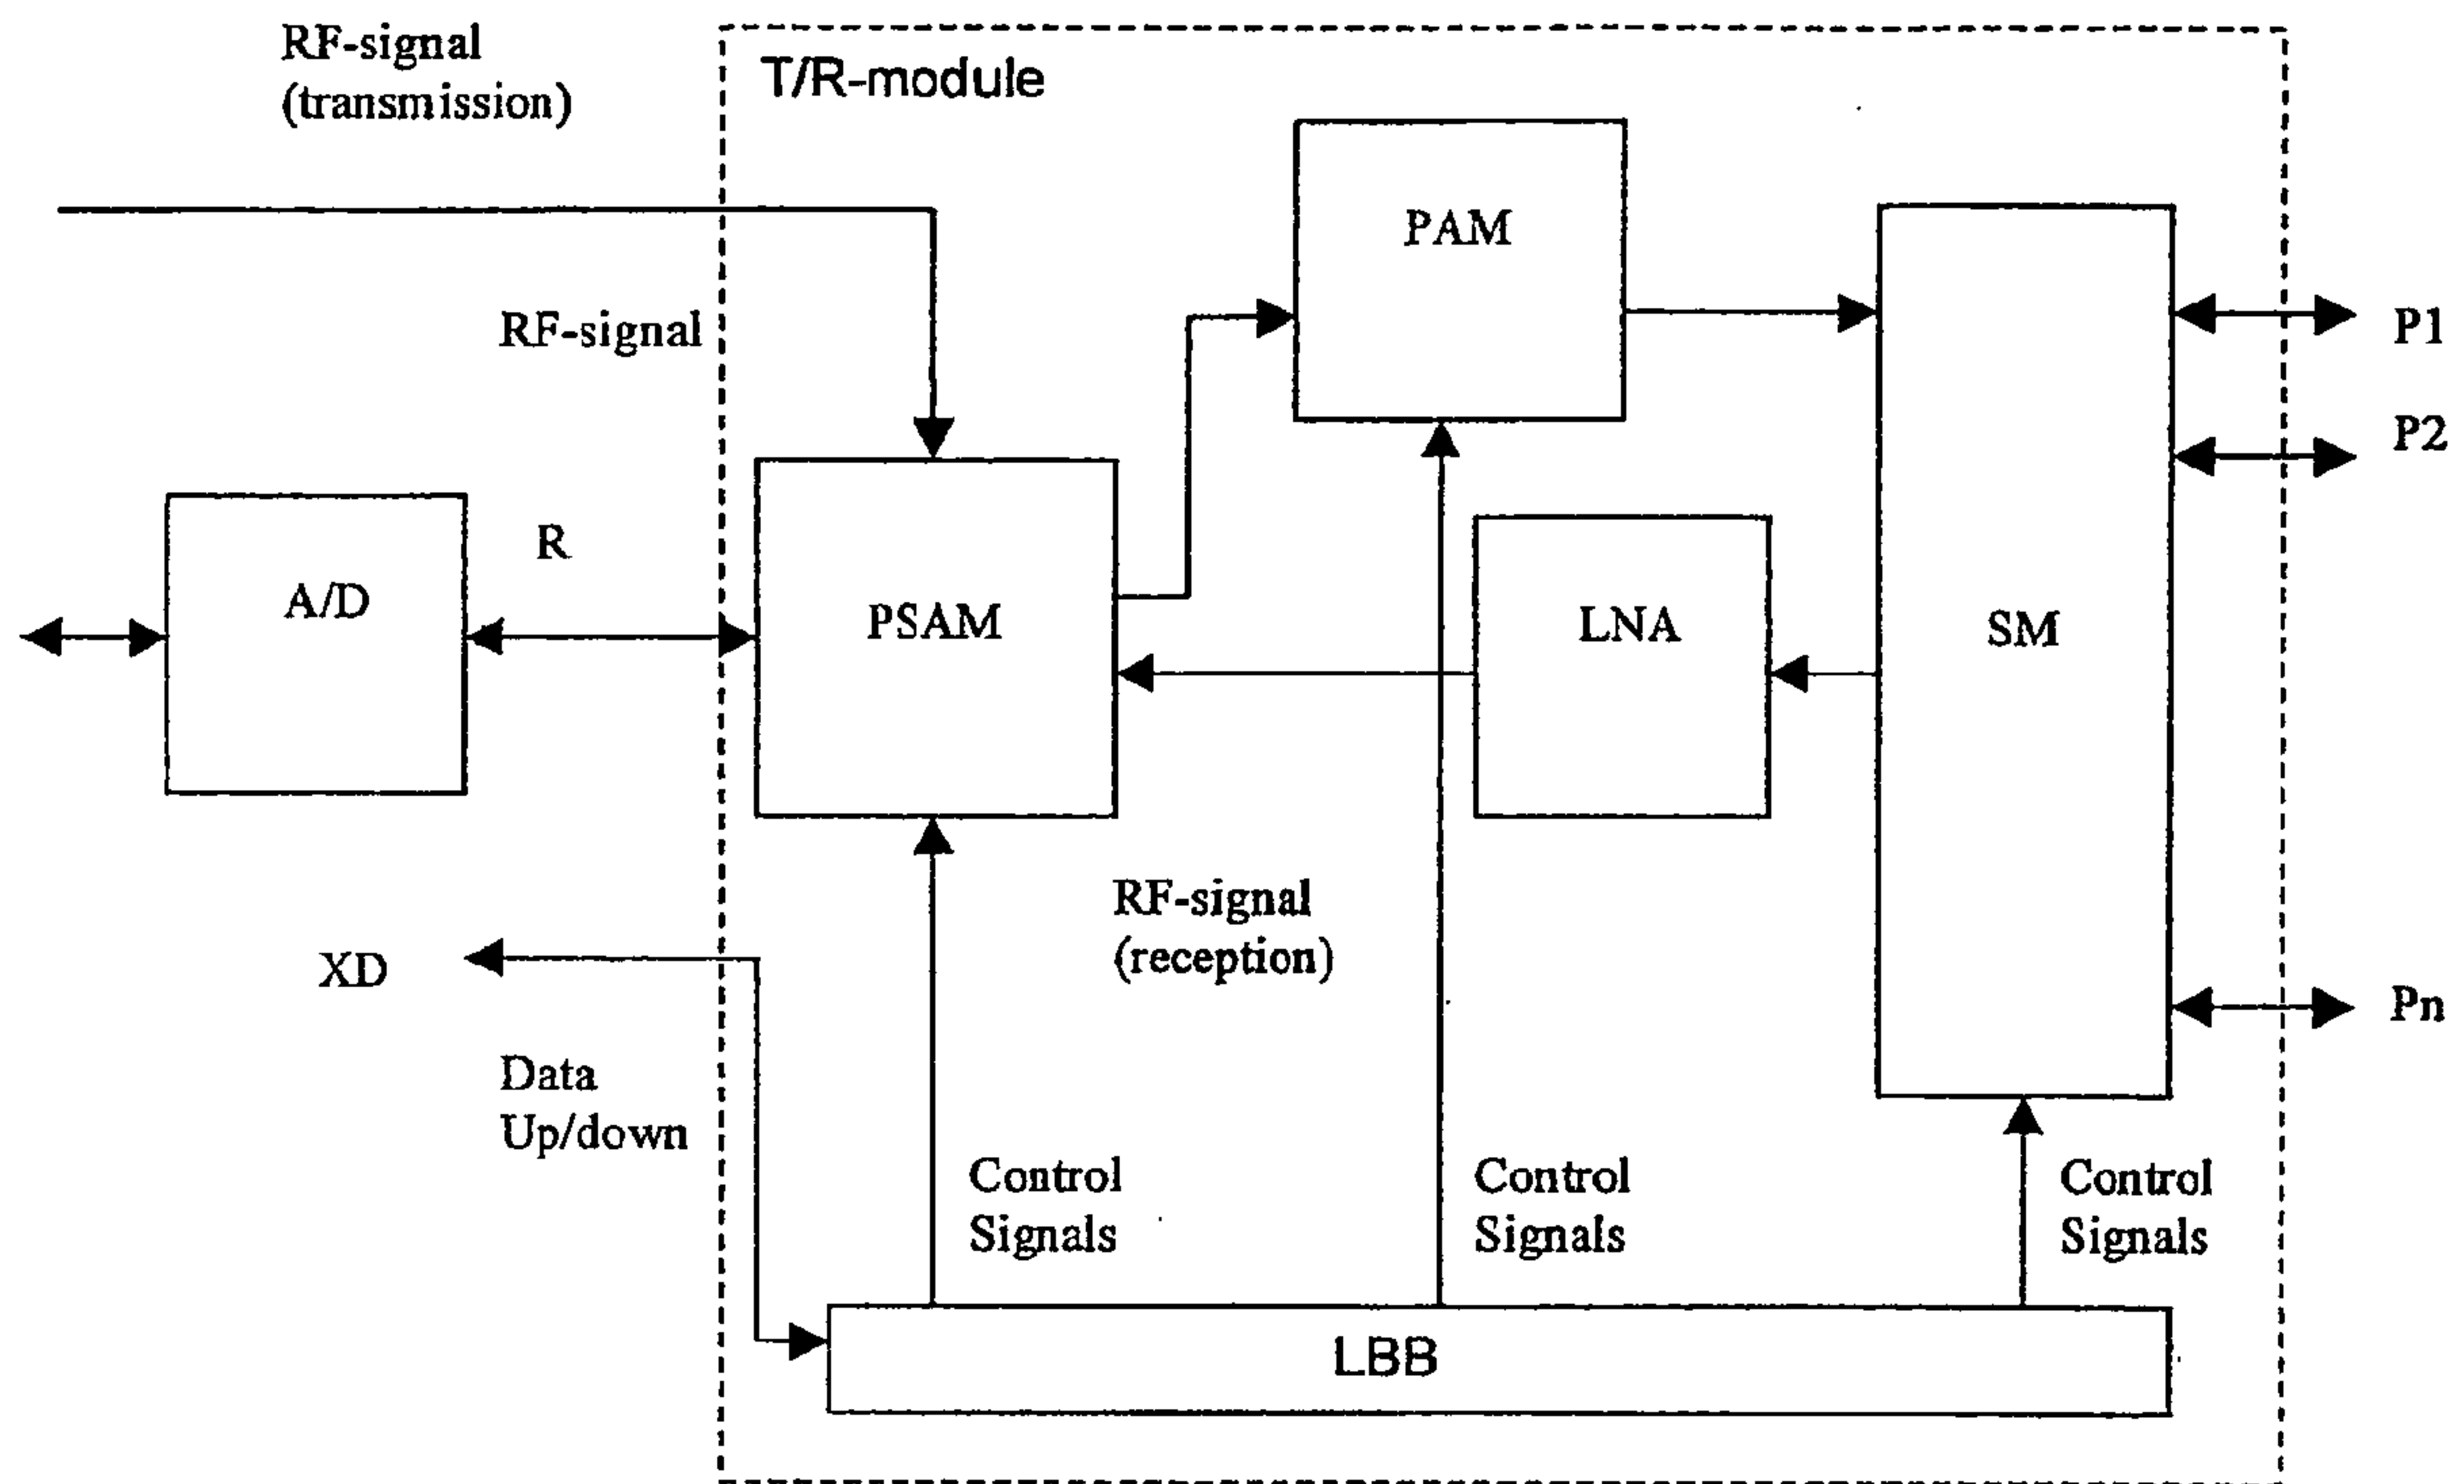 RF-signal
(transmission)
T/R-module
PAM
RF-signal
P1
P2
R
A/D
PSAM
LNA
SM
RF-signal
(reception)
XD
Pn
Data
Up/down
Control
Signals
Control
Signals
Control
Signals
LBB